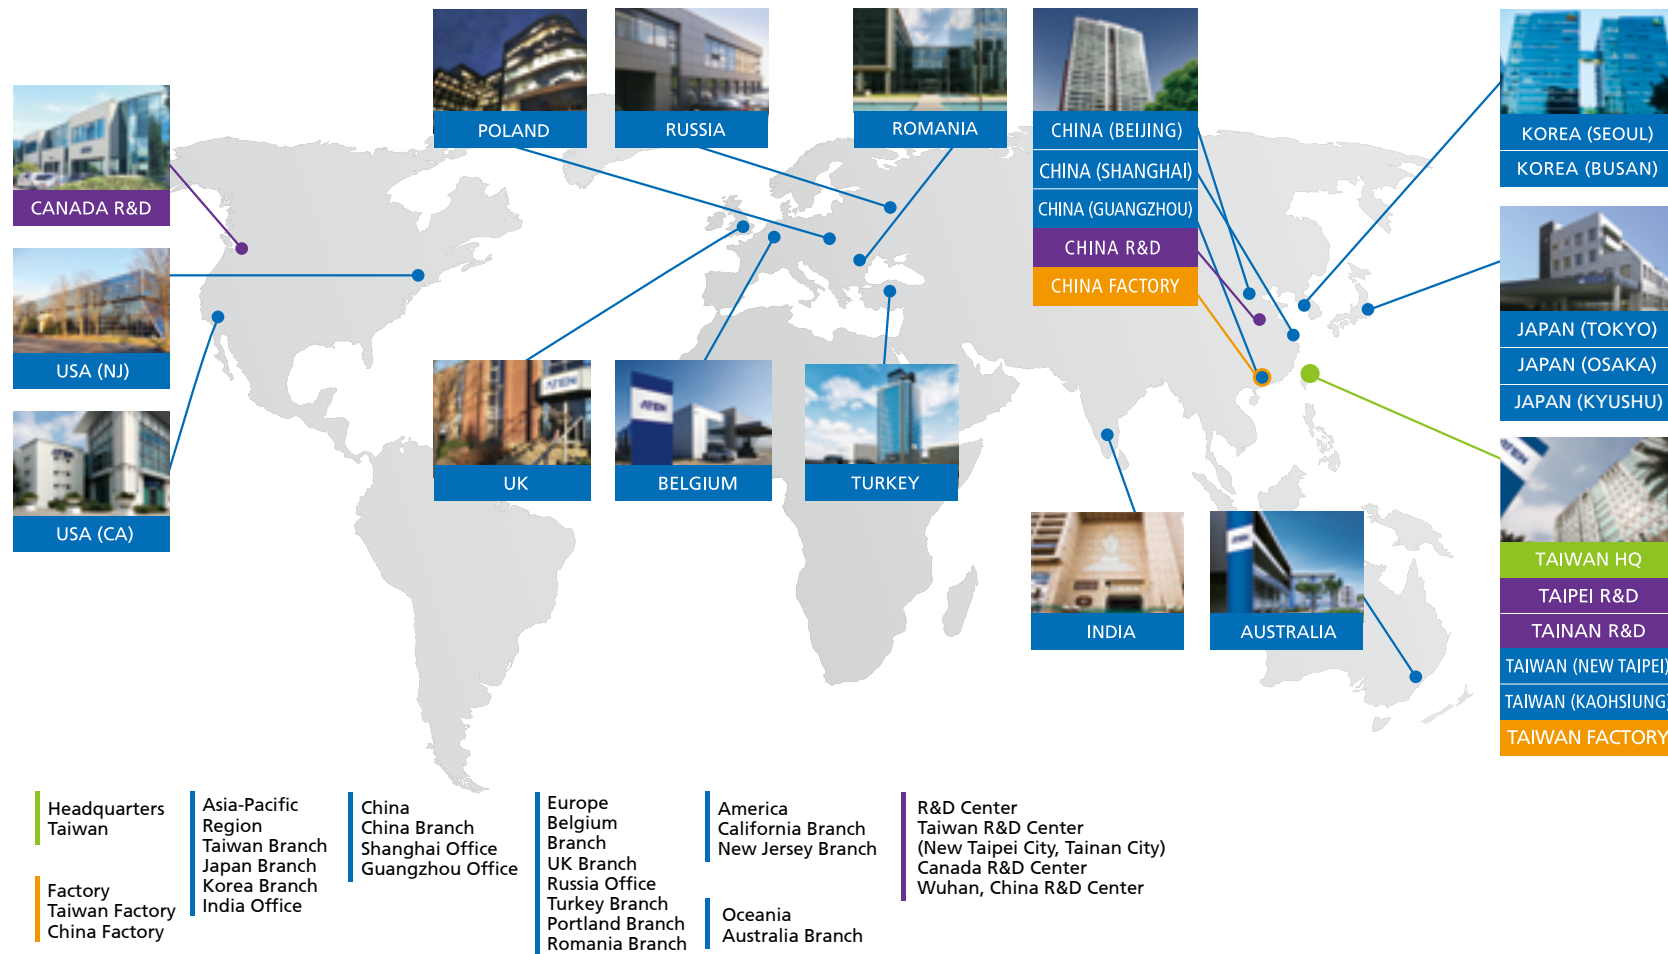 POLAND
RUSSIA
ROMANIA
CHINA (BEIJING)
CHINA (SHANGHAI)
CHINA (GUANGZHOU)
CHINA R&D
CHINA FACTORY
KOREA (SEOUL)
KOREA (BUSAN)
CANADA R&D
USA (NJ)
USA (CA)
JAPAN (TOKYO)
JAPAN (OSAKA)
JAPAN (KYUSHU)
ATEN
UK
ATEN
BELGIUM
TURKEY
INDIA
ATEN
AUSTRALIA
ATEN
TAIWAN HQ
TAIPEI R&D
TAINAN R&D
TAIWAN (NEW TAIPEI)
TAIWAN (KAOHSIUNG)
TAIWAN FACTORY
Headquarters
Taiwan
Factory
Taiwan Factory
China Factory
Asia-Pacific
Region
Taiwan Branch
Japan Branch
Korea Branch
India Office
China
China Branch
Shanghai Office
Guangzhou Office
Europe
Belgium
Branch
UK Branch
Russia Office
Turkey Branch
Portland Branch
Romania Branch
America
California Branch
New Jersey Branch
Oceania
Australia Branch
R&D Center
Taiwan R&D Center
(New Taipei City, Tainan City)
Canada R&D Center
Wuhan, China R&D Center